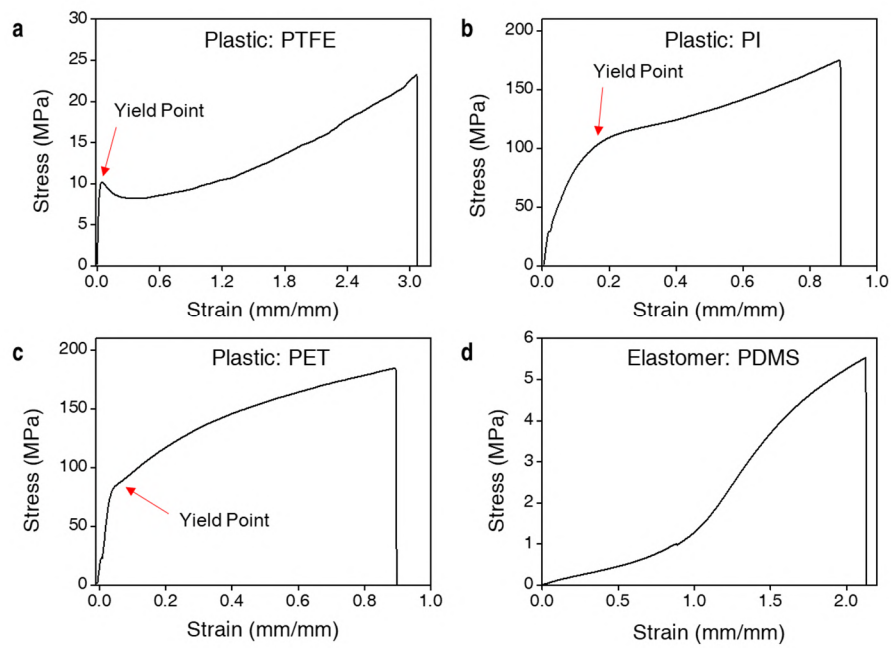 a
Plastic: PTFE
Yield Point
Stress (MPa)
30
25
20
15
10
5
0
0.0 0.6 1.2 1.8 2.4 3.0
Strain (mm/mm)
b
Plastic: PI
Yield Point
Stress (MPa)
200
150
100
50
0
0.0 0.2 0.4 0.6 0.8 1.0
Strain (mm/mm)
c
Plastic: PET
Yield Point
Stress (MPa)
200
150
100
50
0
0.0 0.2 0.4 0.6 0.8 1.0
Strain (mm/mm)
d
Elastomer: PDMS
Stress (MPa)
6
5
4
3
2
1
0
0.0 0.5 1.0 1.5 2.0
Strain (mm/mm)